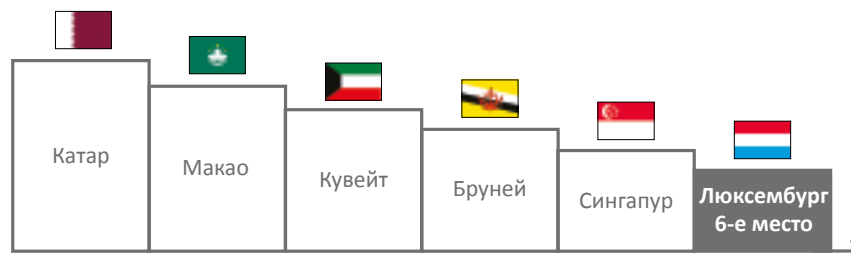 Катар
Макао
Кувейт
Бруней
Сингапур
Люксембург
6-е место